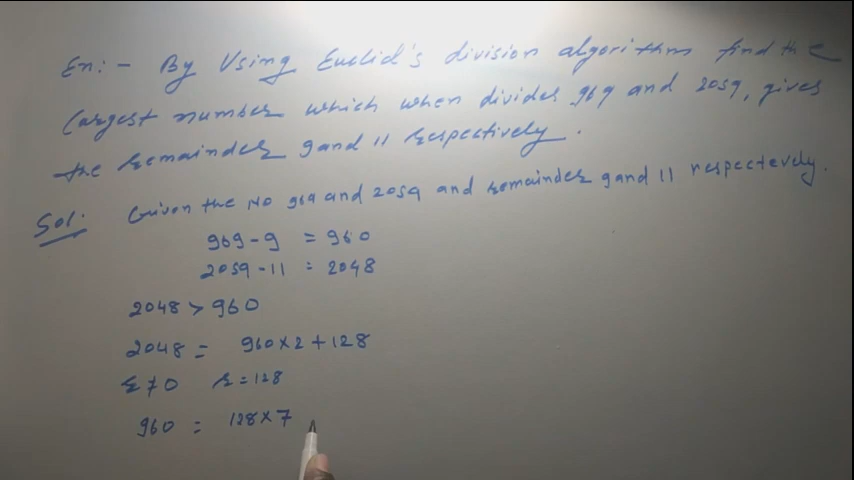 En:- By Using Euclid's division algorithm find the
largest number which when divides 969 and 2059, gives
the remainder 9 and 11 respectively.
Sol: Given the No 969 and 2059 and remainder 9 and 11 respectevely.
969-9 = 960
2059-11 = 2048
2048 > 960
2048 = 960×2+128
r≠0 r=128
960 = 128×7